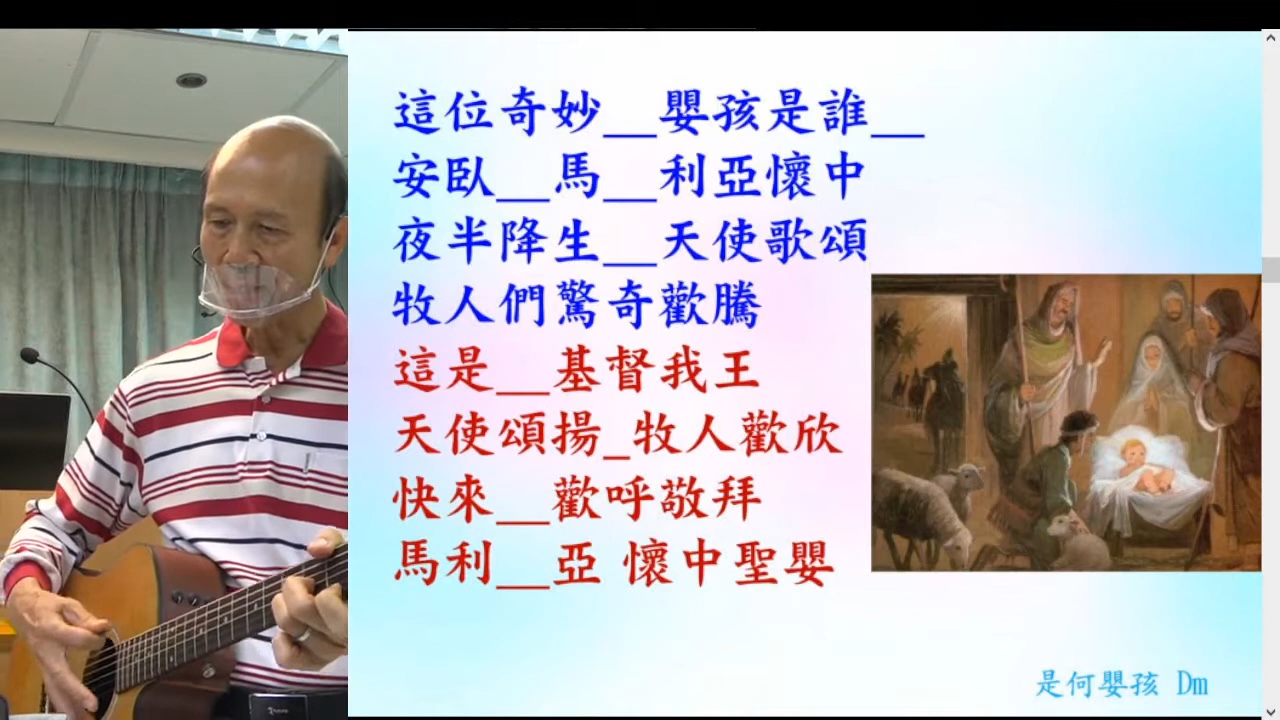 這位奇妙__嬰孩是誰__
安臥__馬__利亞懷中
夜半降生__天使歌頌
牧人們驚奇歡騰
這是__基督我王
天使頌揚_牧人歡欣
快來__歡呼敬拜
馬利__亞 懷中聖嬰
是何嬰孩 Dm